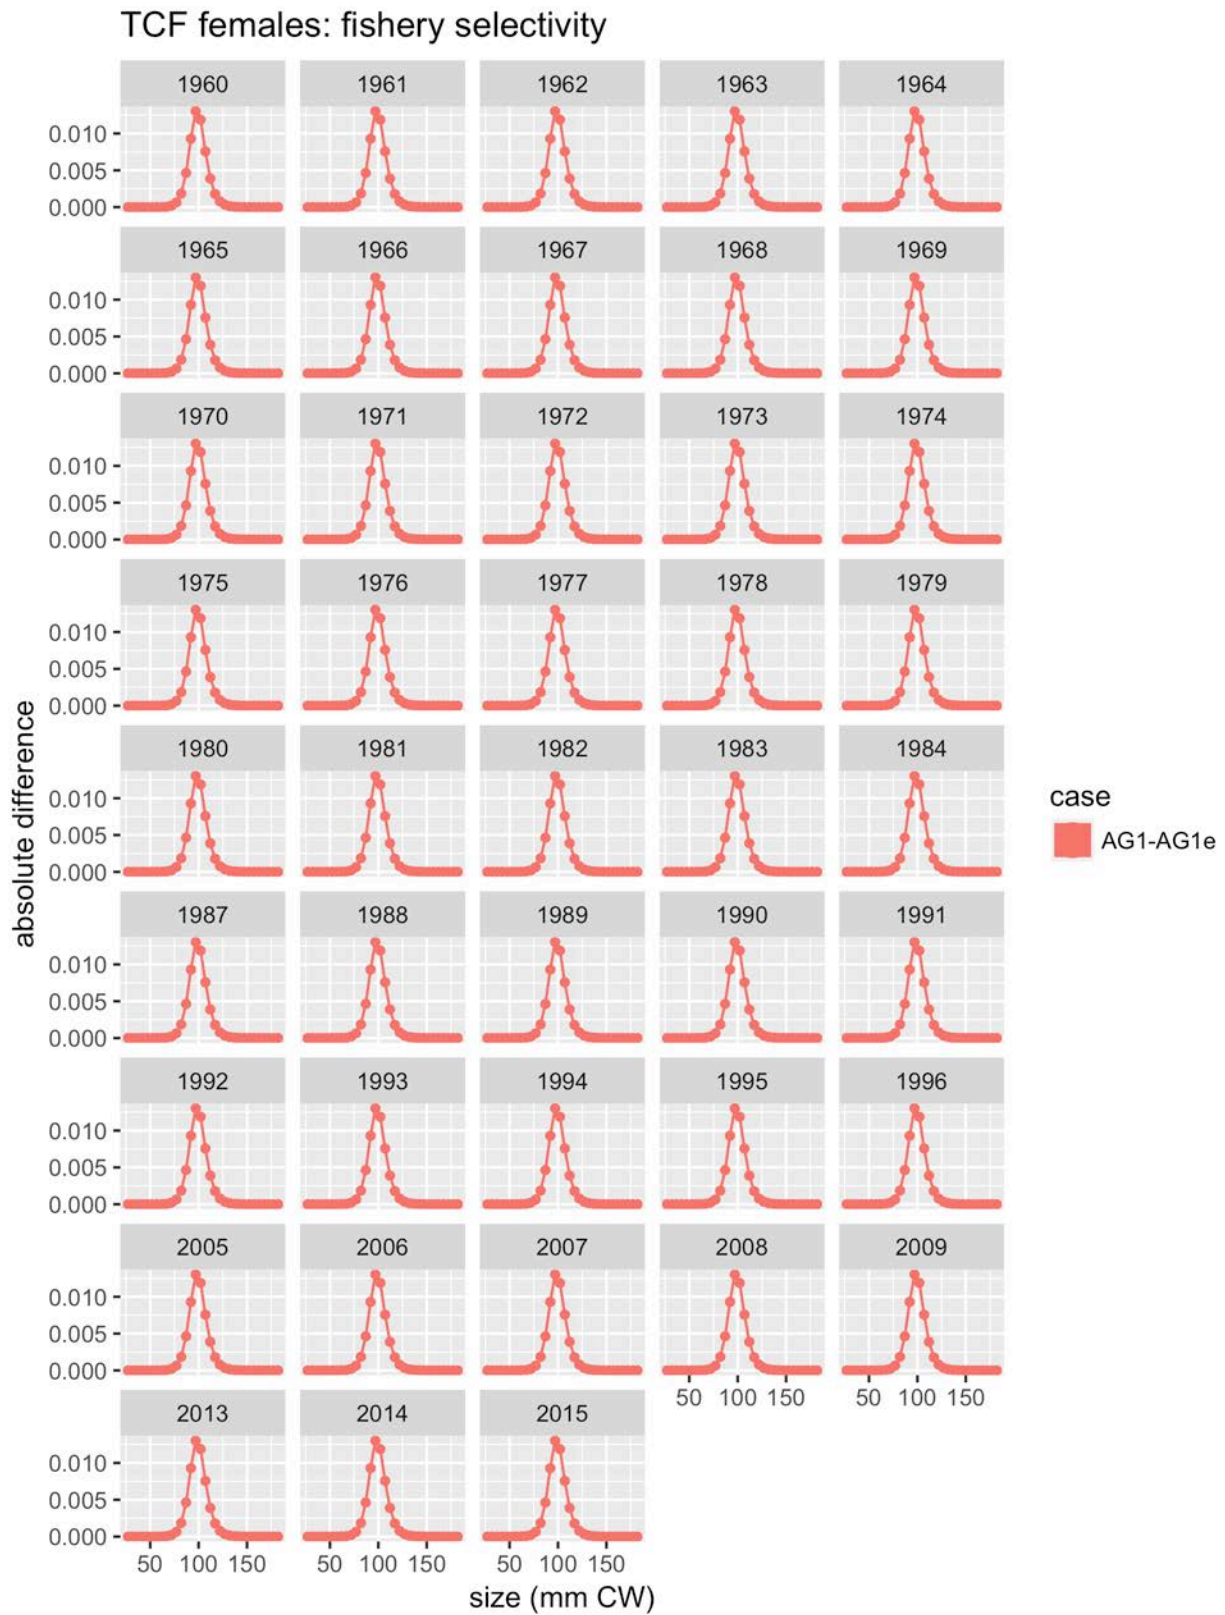 TCF females: fishery selectivity
1960 1961 1962 1963 1964
0.010
0.005
0.000
1965 1966 1967 1968 1969
0.010
0.005
0.000
1970 1971 1972 1973 1974
0.010
0.005
0.000
1975 1976 1977 1978 1979
0.010
0.005
0.000
1980 1981 1982 1983 1984
0.010
0.005
0.000
absolute difference
case
AG1-AG1e
1987 1988 1989 1990 1991
0.010
0.005
0.000
1992 1993 1994 1995 1996
0.010
0.005
0.000
2005 2006 2007 2008 2009
0.010
0.005
0.000
50 100 150 50 100 150
2013 2014 2015
0.010
0.005
0.000
50 100 150 50 100 150 50 100 150
size (mm CW)